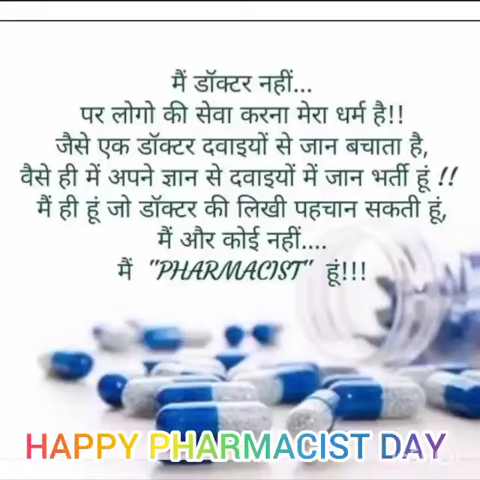 मैं डॉक्टर नहीं...
पर लोगो की सेवा करना मेरा धर्म है!!
जैसे एक डॉक्टर दवाइयों से जान बचाता है,
वैसे ही में अपने ज्ञान से दवाइयों में जान भर्ती हूं !!
मैं ही हूं जो डॉक्टर की लिखी पहचान सकती हूं,
मैं और कोई नहीं....
मैं "PHARMACIST" हूं!!!
HAPPY PHARMACIST DAY